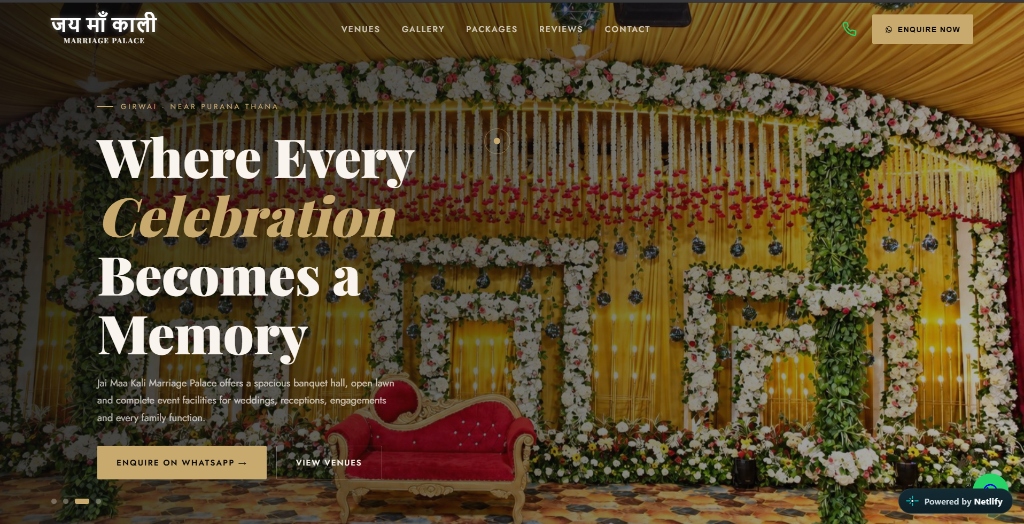 जय माँ काली
MARRIAGE PALACE
VENUES GALLERY PACKAGES REVIEWS CONTACT
ENQUIRE NOW
GIRWAI NEAR PURANA THANA
Where Every
Celebration
Becomes a
Memory
Jai Maa Kali Marriage Palace offers a spacious banquet hall, open lawn
and complete event facilities for weddings, receptions, engagements
and every family function.
ENQUIRE ON WHATSAPP →
VIEW VENUES
Powered by Netlify